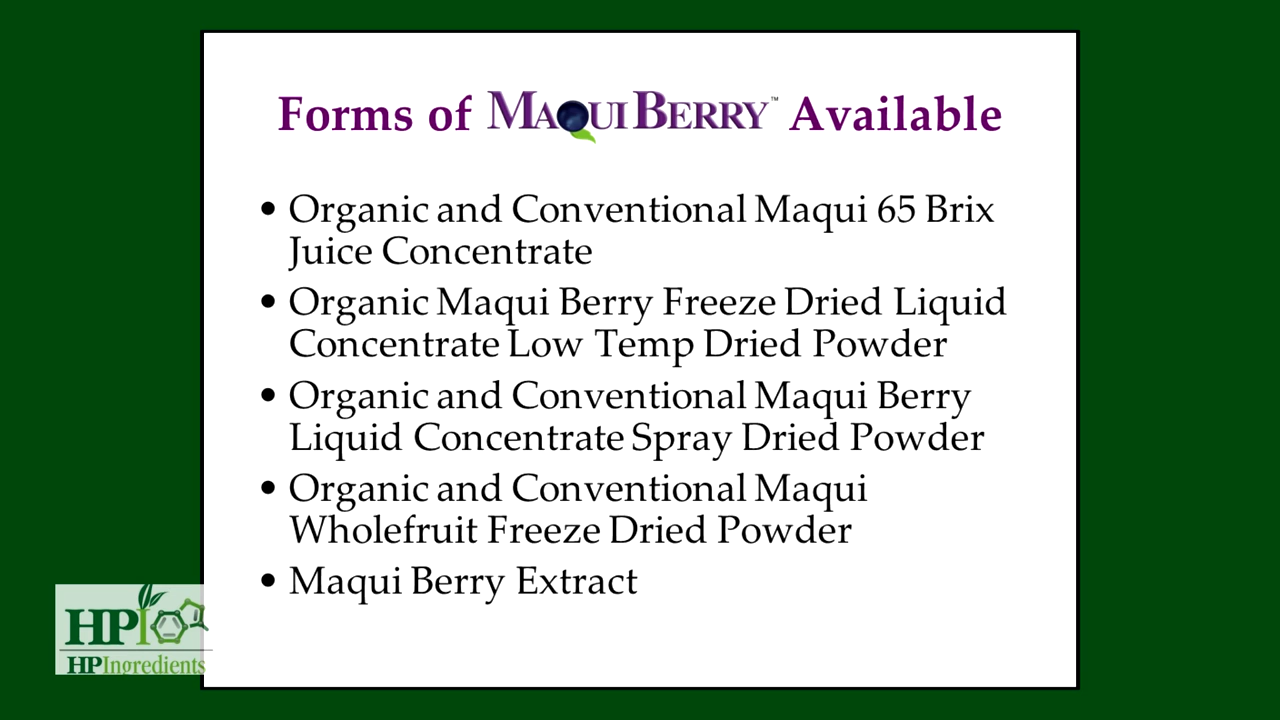 Forms of MAQUI BERRY™ Available
• Organic and Conventional Maqui 65 Brix
Juice Concentrate
• Organic Maqui Berry Freeze Dried Liquid
Concentrate Low Temp Dried Powder
• Organic and Conventional Maqui Berry
Liquid Concentrate Spray Dried Powder
• Organic and Conventional Maqui
Wholefruit Freeze Dried Powder
• Maqui Berry Extract
HPI
HPIngredients